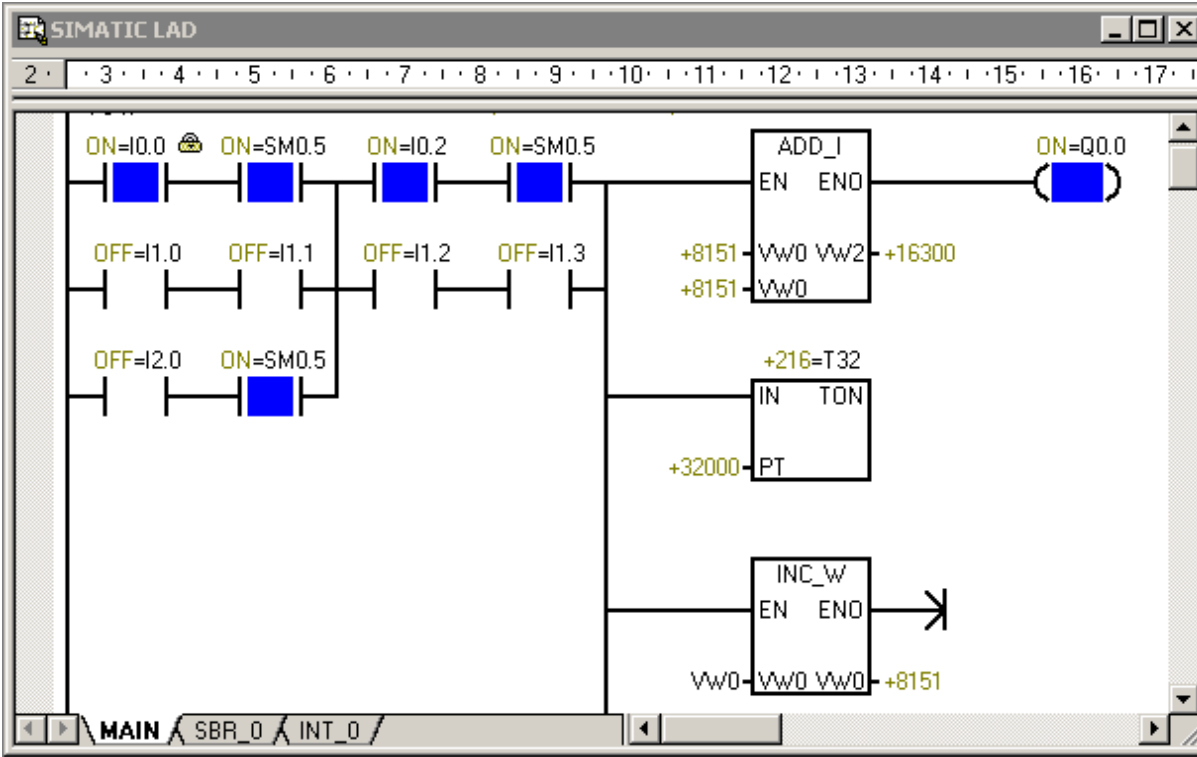 SIMATIC LAD
2 · · 3 · ı · 4 · ı · 5 · ı · 6 · ı · 7 · ı · 8 · ı · 9 · ı · 10 · ı · 11 · ı · 12 · ı · 13 · ı · 14 · ı · 15 · ı · 16 · ı · 17 ·
ON=I0.0 ON=SM0.5 ON=I0.2 ON=SM0.5 ADD_I ON=Q0.0
EN ENO
OFF=I1.0 OFF=I1.1 OFF=I1.2 OFF=I1.3 +8151 VW0 VW2 +16300
+8151 VW0
OFF=I2.0 ON=SM0.5 +216=T32
IN TON
+32000 PT
INC_W
EN ENO
VW0 VW0 VW0 +8151
MAIN SBR_0 INT_0